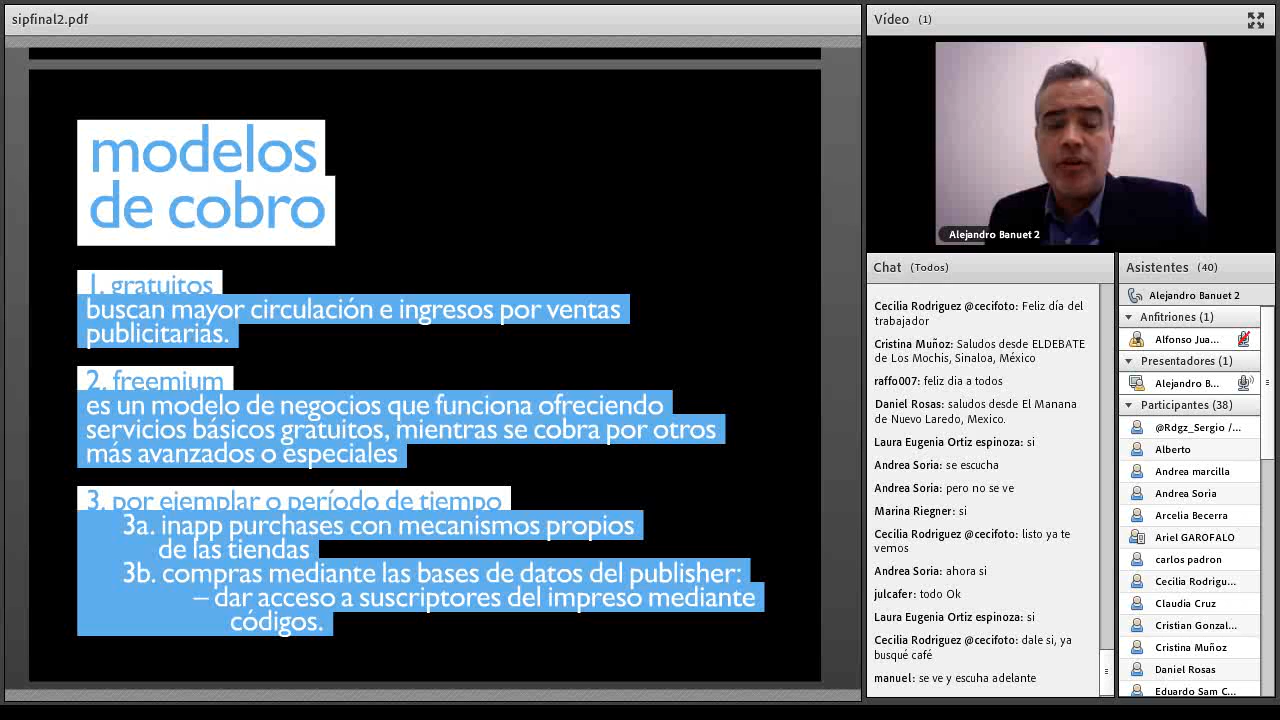 sipfinal2.pdf
modelos
de cobro
1. gratuitos
buscan mayor circulación e ingresos por ventas
publicitarias.
2. freemium
es un modelo de negocios que funciona ofreciendo
servicios básicos gratuitos, mientras se cobra por otros
más avanzados o especiales
3. por ejemplar o período de tiempo
3a. inapp purchases con mecanismos propios
de las tiendas
3b. compras mediante las bases de datos del publisher:
– dar acceso a suscriptores del impreso mediante
códigos.
Vídeo (1)
Alejandro Banuet 2
Chat (Todos)
Cecilia Rodriguez @cecifoto: Feliz día del
trabajador
Cristina Muñoz: Saludos desde ELDEBATE
de Los Mochis, Sinaloa, México
raffo007: feliz dia a todos
Daniel Rosas: saludos desde El Manana
de Nuevo Laredo, Mexico.
Laura Eugenia Ortiz espinoza: si
Andrea Soria: se escucha
Andrea Soria: pero no se ve
Marina Riegner: si
Cecilia Rodriguez @cecifoto: listo ya te
vemos
Andrea Soria: ahora si
julcafer: todo Ok
Laura Eugenia Ortiz espinoza: si
Cecilia Rodriguez @cecifoto: dale si, ya
busqué café
manuel: se ve y escuha adelante
Asistentes (40)
Alejandro Banuet 2
Anfitriones (1)
Alfonso Jua...
Presentadores (1)
Alejandro B...
Participantes (38)
@Rdgz_Sergio /...
Alberto
Andrea marcilla
Andrea Soria
Arcelia Becerra
Ariel GAROFALO
carlos padron
Cecilia Rodrigu...
Claudia Cruz
Cristian Gonzal...
Cristina Muñoz
Daniel Rosas
Eduardo Sam C...